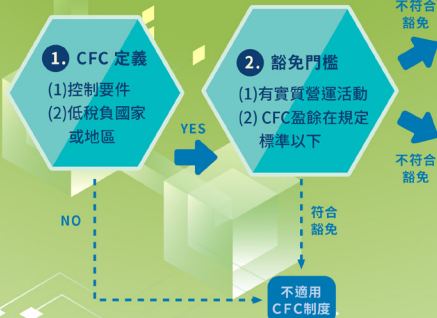 1. CFC 定義
(1)控制要件
(2)低稅負國家
或地區
YES
NO
2. 豁免門檻
(1)有實質營運活動
(2) CFC盈餘在規定
標準以下
不符合
豁免
不符合
豁免
符合
豁免
不適用
CFC制度